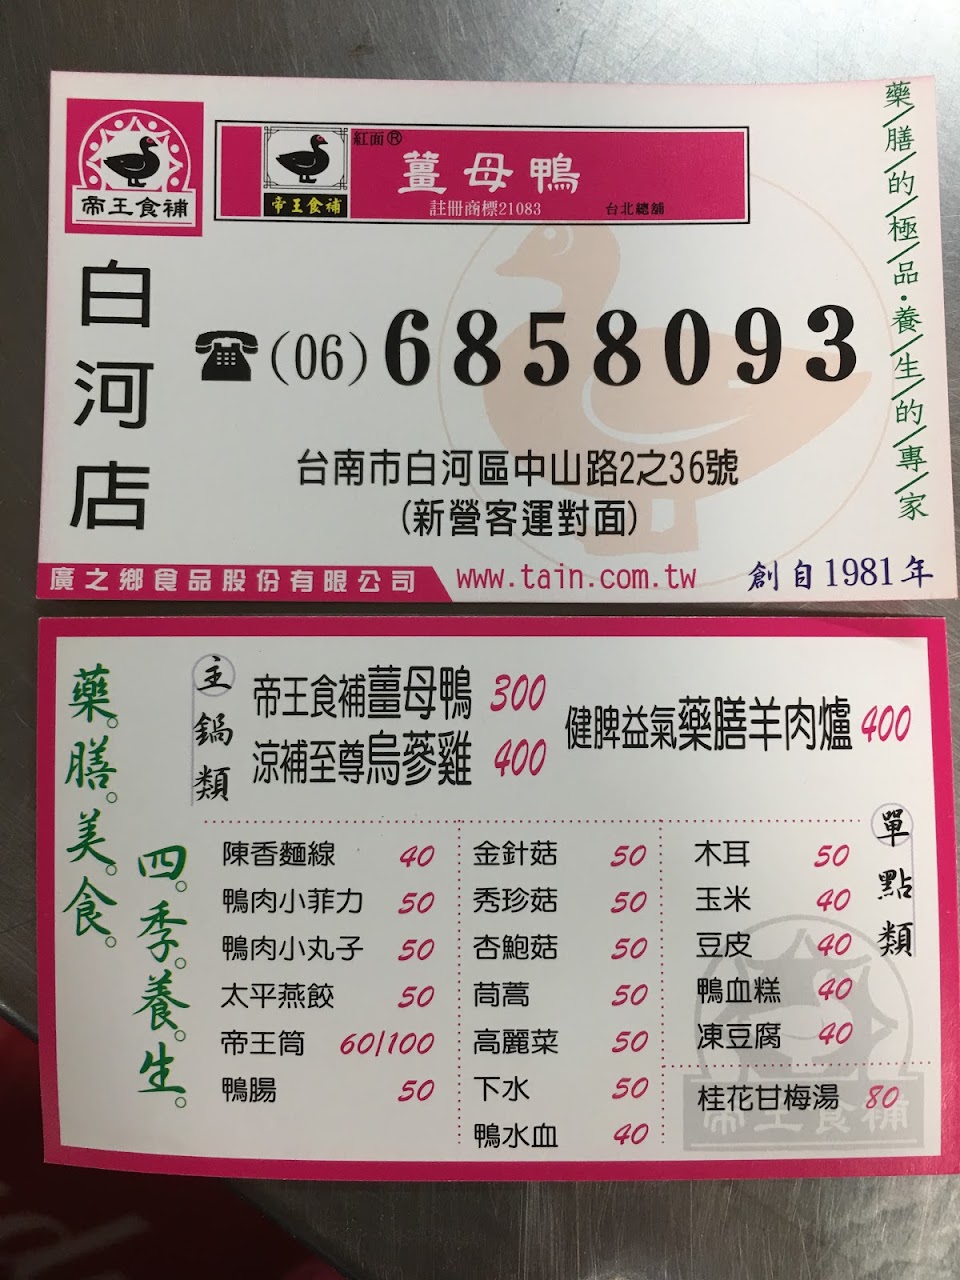 帝王食補
紅面®
薑母鴨
帝王食補
註冊商標21083
台北總舖
藥/膳/的/極/品·養/生/的/專/家
白河店
(06)6858093
台南市白河區中山路2之36號
(新營客運對面)
廣之鄉食品股份有限公司
www.tain.com.tw
創自1981年
藥。膳。美。食。
四。季。養。生。
主鍋類
帝王食補薑母鴨 300
涼補至尊烏蔘雞 400
健脾益氣藥膳羊肉爐 400
單點類
陳香麵線 40
鴨肉小菲力 50
鴨肉小丸子 50
太平燕餃 50
帝王筒 60/100
鴨腸 50
金針菇 50
秀珍菇 50
杏鮑菇 50
茼蒿 50
高麗菜 50
下水 50
鴨水血 40
木耳 50
玉米 40
豆皮 40
鴨血糕 40
凍豆腐 40
桂花甘梅湯 80
帝王食補